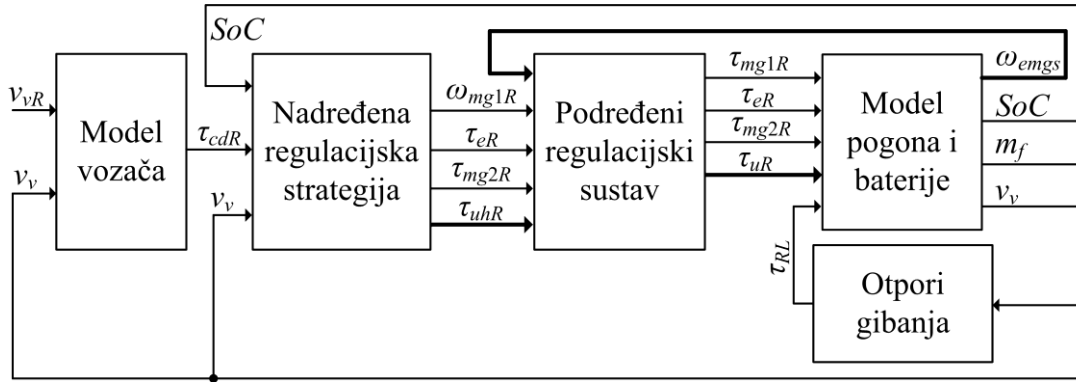 SoC
v_vR
v_v
Model
vozača
τ_cdR
v_v
Nadređena
regulacijska
strategija
ω_mg1R
τ_eR
τ_mg2R
τ_uhR
Podređeni
regulacijski
sustav
τ_mg1R
τ_eR
τ_mg2R
τ_uR
τ_RL
Model
pogona i
baterije
ω_emgs
SoC
m_f
v_v
Otpori
gibanja